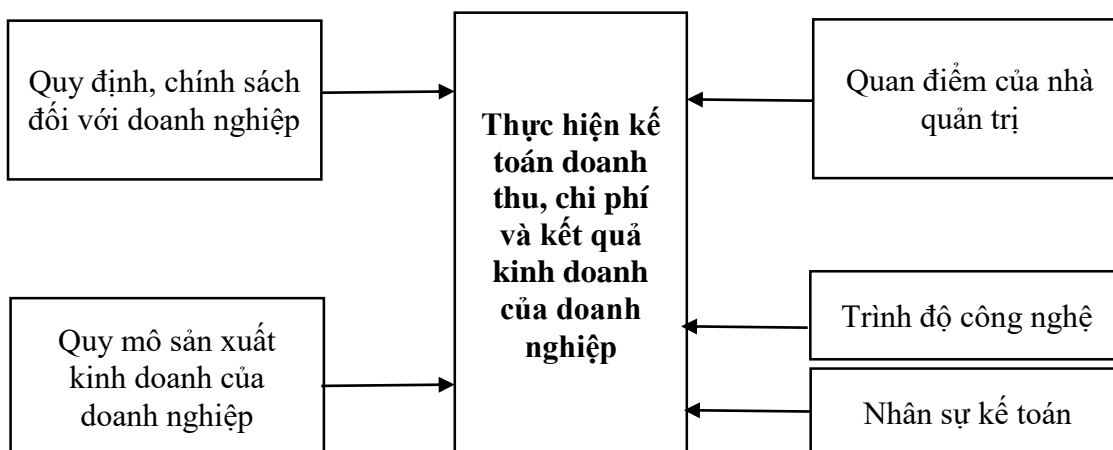 Quy định, chính sách
đối với doanh nghiệp
Quy mô sản xuất
kinh doanh của
doanh nghiệp
Thực hiện kế
toán doanh
thu, chi phí
và kết quả
kinh doanh
của doanh
nghiệp
Quan điểm của nhà
quản trị
Trình độ công nghệ
Nhân sự kế toán